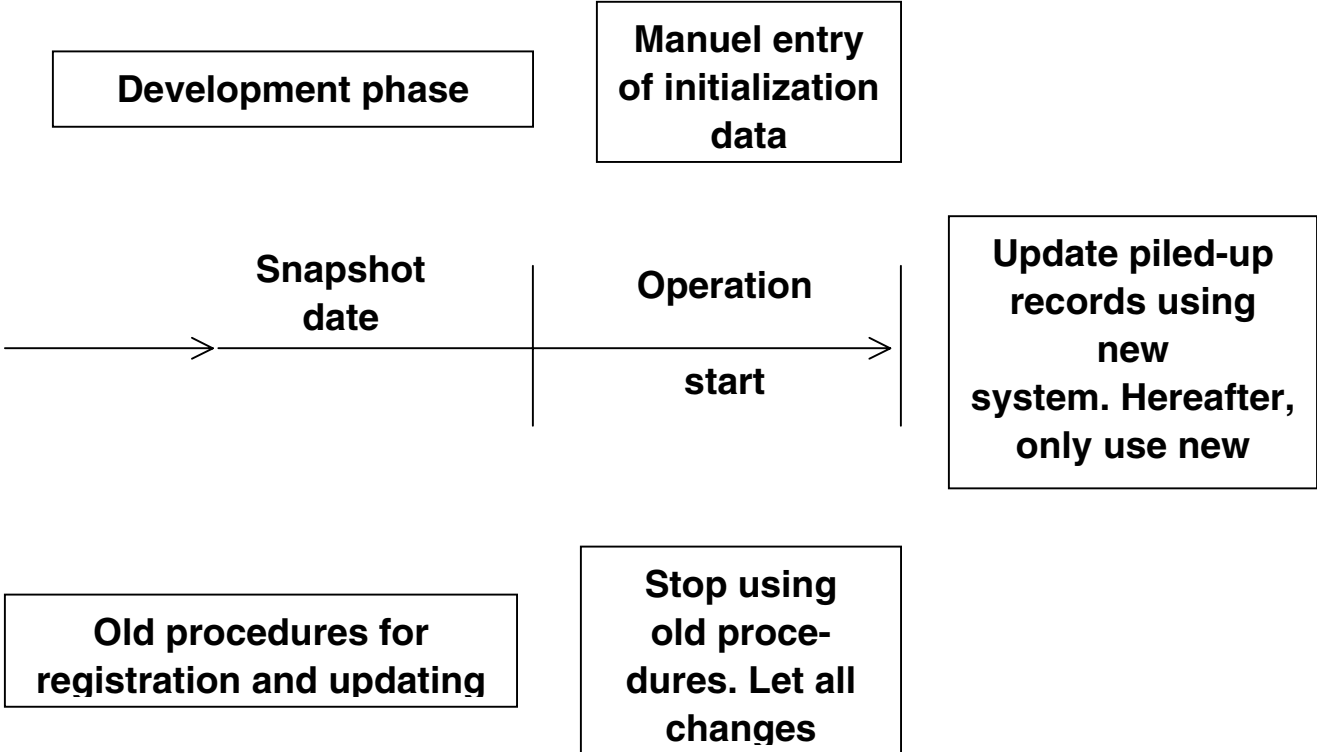 Development phase
Manuel entry
of initialization
data
Snapshot
date
Operation
start
Update piled-up
records using
new
system. Hereafter,
only use new
Old procedures for
registration and updating
Stop using
old proce-
dures. Let all
changes